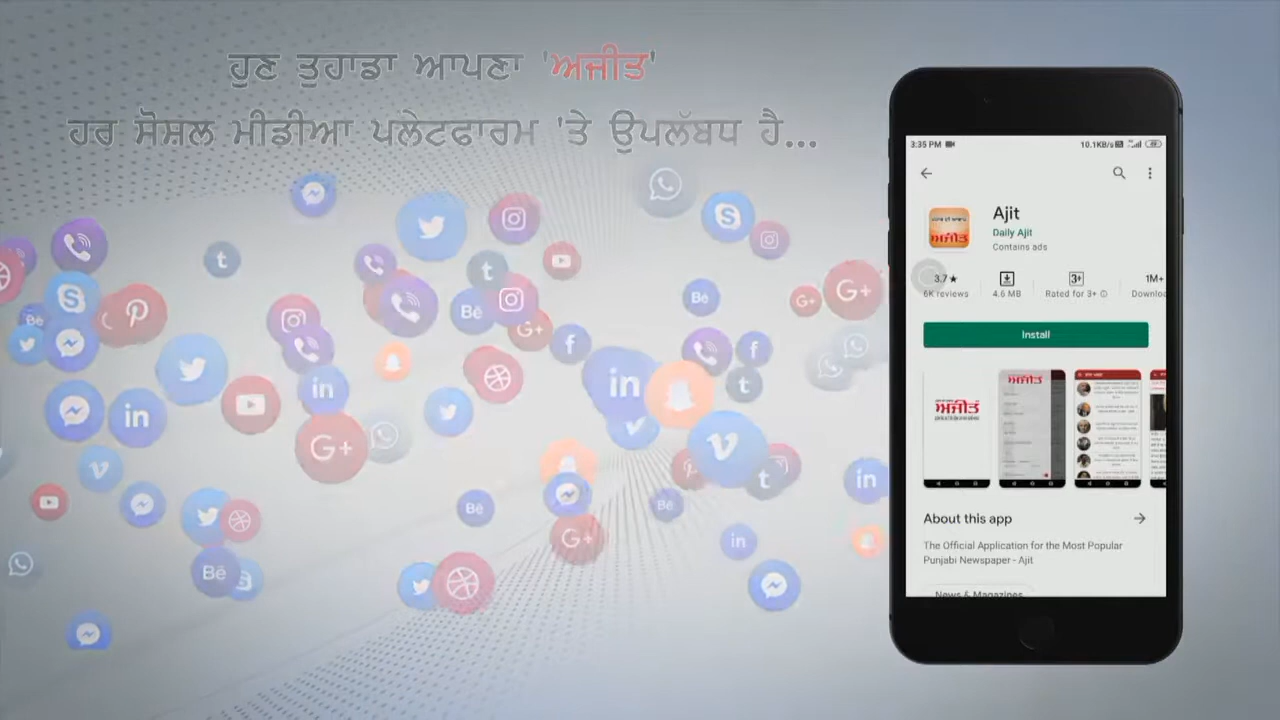 ਹੁਣ ਤੁਹਾਡਾ ਆਪਣਾ 'ਅਜੀਤ'
ਹਰ ਸੋਸ਼ਲ ਮੀਡੀਆ ਪਲੇਟਫਾਰਮ 'ਤੇ ਉਪਲੱਬਧ ਹੈ...
3:35 PM 10.1KB/s
Ajit
Daily Ajit
Contains ads
ਅਜੀਤ
3.7★ 3+ 1M+
6K reviews 4.6 MB Rated for 3+ Downloa
Install
ਅਜੀਤ
ਅਜੀਤ
About this app
The Official Application for the Most Popular
Punjabi Newspaper - Ajit
News & Magazines